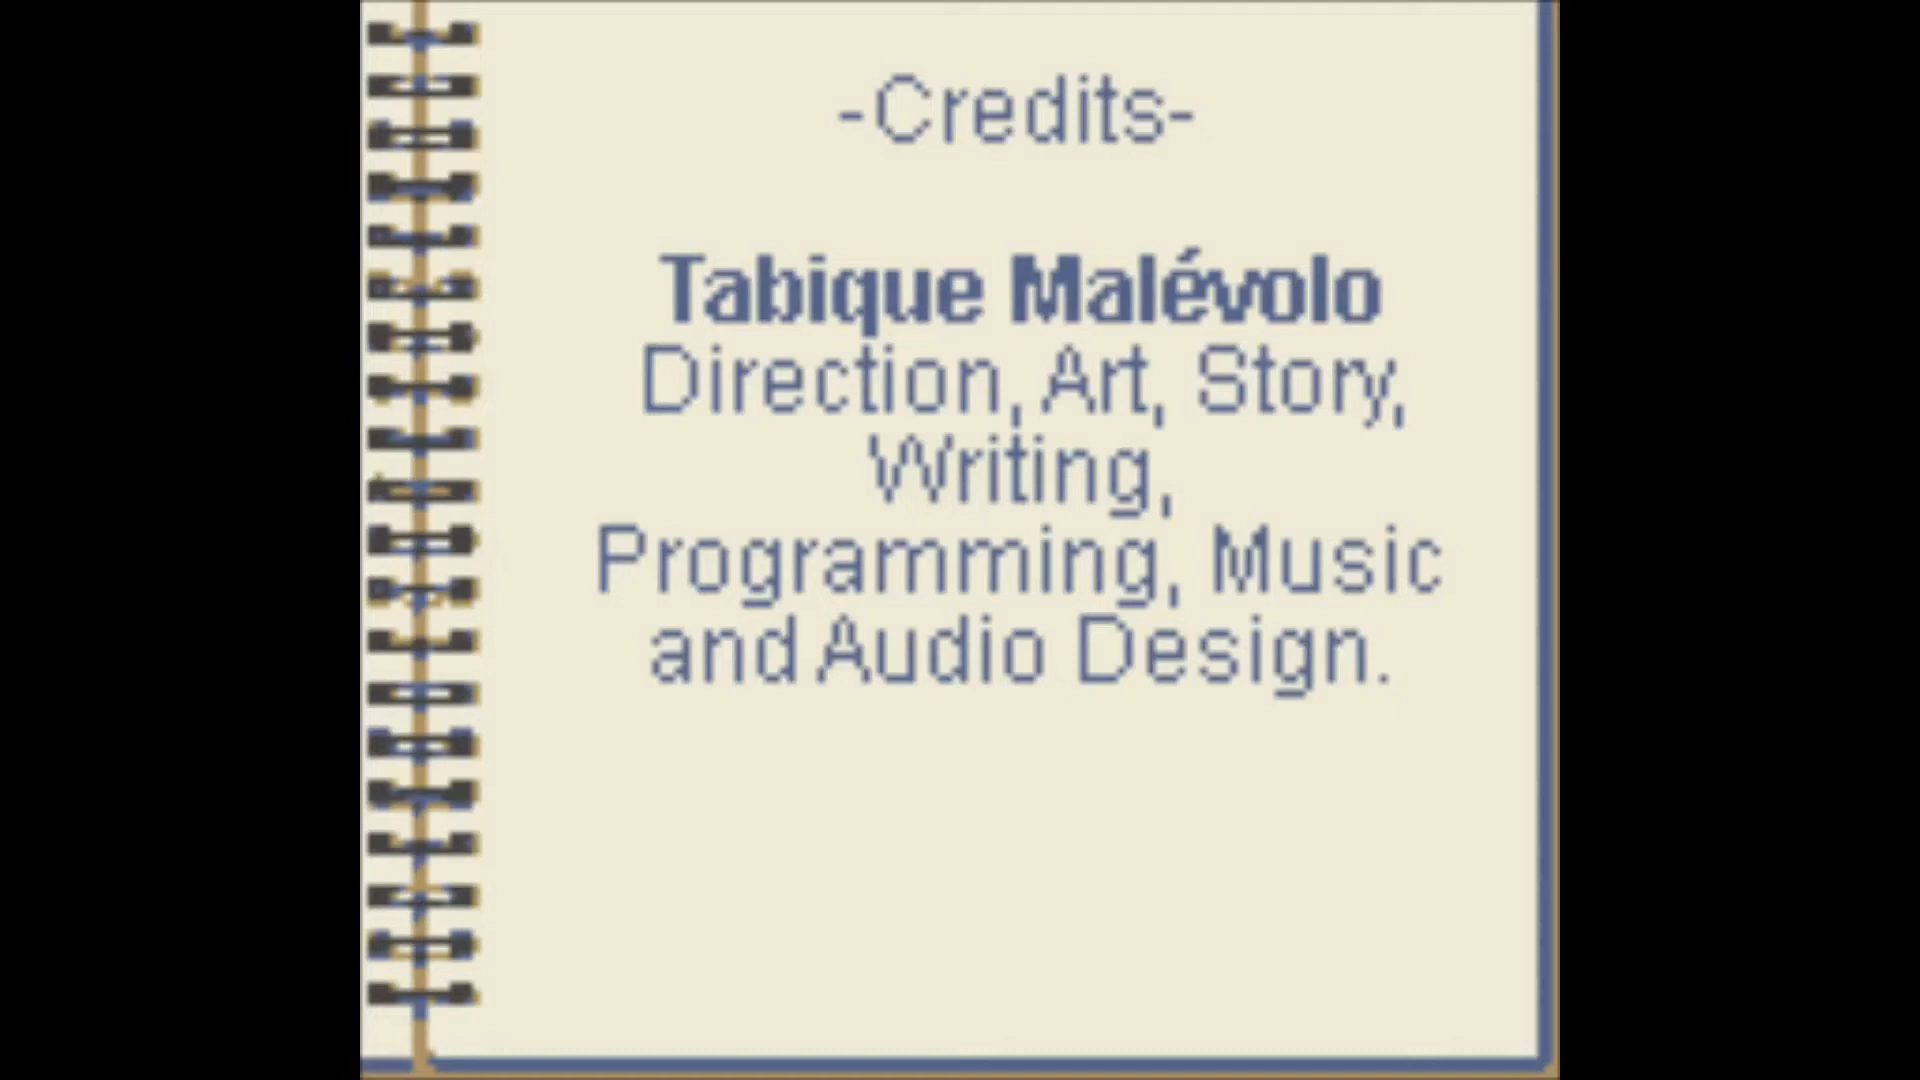 -Credits-
Tabique Malévolo
Direction, Art, Story,
Writing,
Programming, Music
and Audio Design.